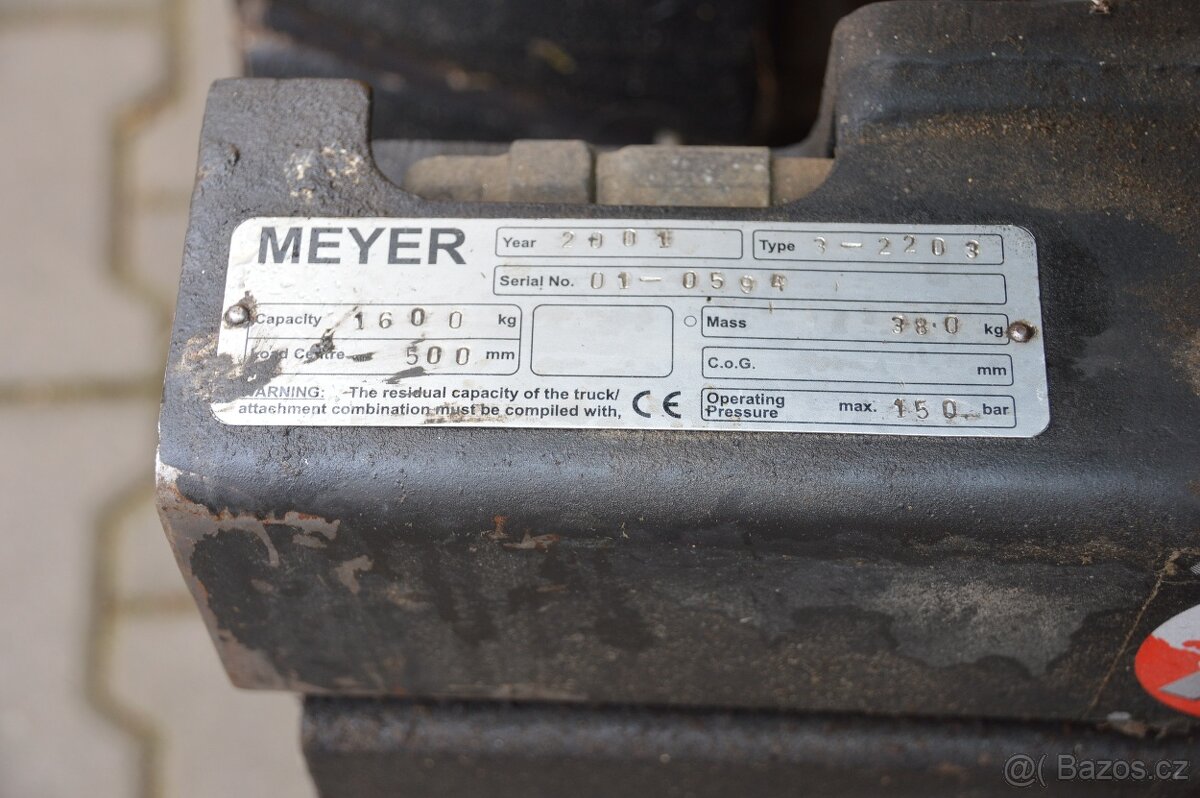 MEYER
Year 2001
Type 3-2203
Serial No. 01-0594
Capacity 1600 kg
Load Centre 500 mm
Mass 38.0 kg
C.o.G. mm
WARNING: The residual capacity of the truck/
attachment combination must be compiled with, CE
Operating
Pressure max. 150 bar
@( Bazos.cz